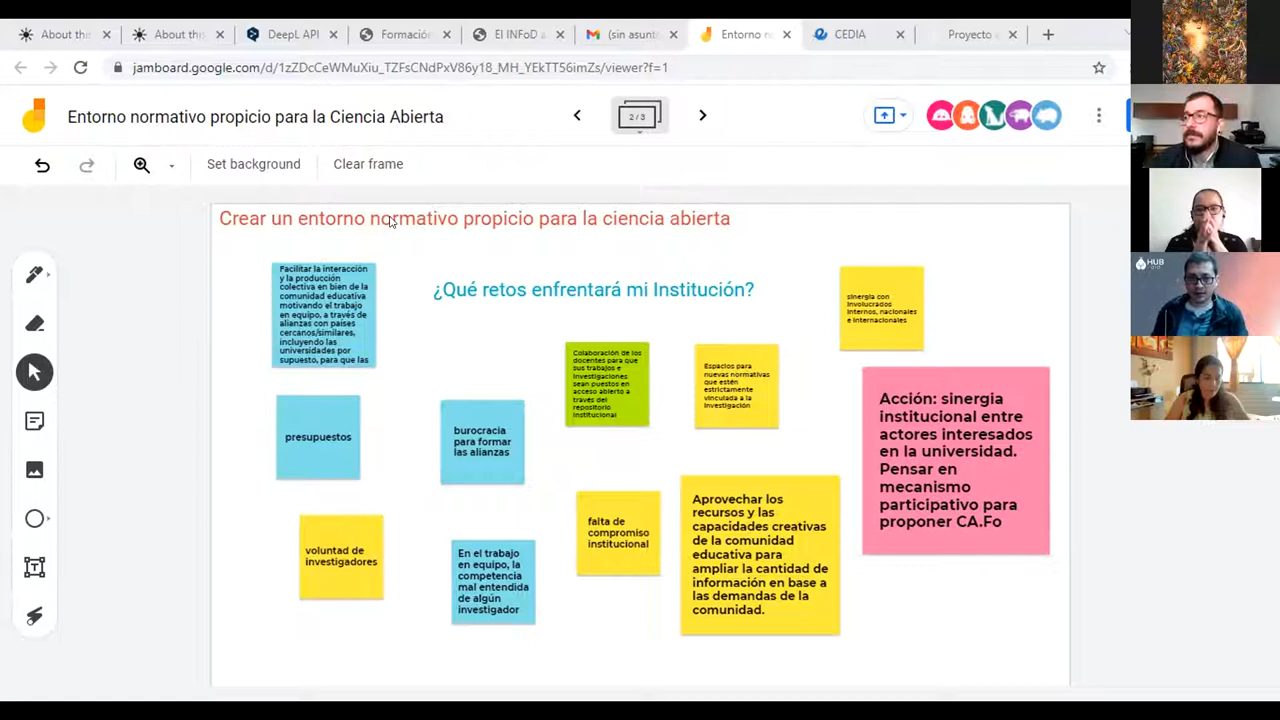 About this
About this
DeepL API
Formación
El INFoD
(sin asunt
Entorno no
CEDIA
Proyecto
jamboard.google.com/d/1zZDcCeWMuXiu_TZFsCNdPxV86y18_MH_YEkTT56imZs/viewer?f=1
Entorno normativo propicio para la Ciencia Abierta
2/3
Set background
Clear frame
Crear un entorno normativo propicio para la ciencia abierta
Facilitar la interacción
y la producción
colectiva en bien de la
comunidad educativa
motivando el trabajo
en equipo, a través de
alianzas con países
cercanos/similares,
incluyendo las
universidades por
supuesto, para que las
¿Qué retos enfrentará mi Institución?
sinergia con
involucrados
internos, nacionales
e internacionales
Colaboración de los
docentes para que
sus trabajos e
investigaciones
sean puestos en
acceso abierto a
través del
repositorio
institucional
Espacios para
nuevas normativas
que estén
estrictamente
vinculada a la
investigación
Acción: sinergia
institucional entre
actores interesados
en la universidad.
Pensar en
mecanismo
participativo para
proponer CA.Fo
presupuestos
burocracia
para formar
las alianzas
voluntad de
investigadores
En el trabajo
en equipo, la
competencia
mal entendida
de algún
investigador
falta de
compromiso
institucional
Aprovechar los
recursos y las
capacidades creativas
de la comunidad
educativa para
ampliar la cantidad de
información en base a
las demandas de la
comunidad.
HUB